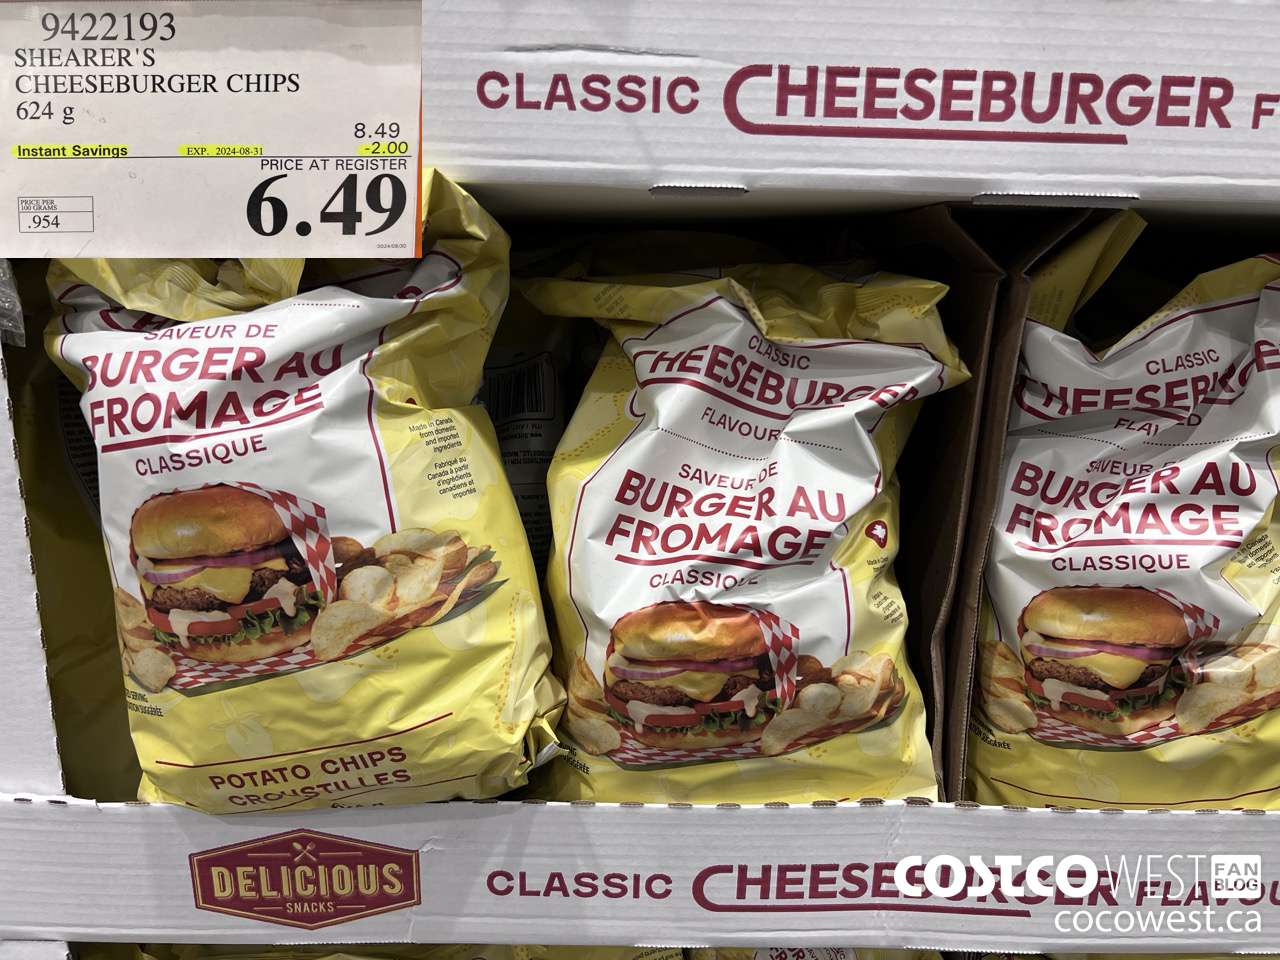 9422193
SHEARER'S
CHEESEBURGER CHIPS
624 g
8.49
Instant Savings EXP. 2024-08-31 -2.00
PRICE AT REGISTER
6.49
PRICE PER
100 GRAMS
.954
CLASSIC CHEESEBURGER F
SAVEUR DE
BURGER AU
FROMAGE
CLASSIQUE
Made in Canada
from domestic
and imported
ingredients
Fabriqué au
Canada à partir
d'ingrédients
canadiens et
importés
POTATO CHIPS
CROUSTILLES
CLASSIC
CHEESEBURGER
FLAVOUR
SAVEUR DE
BURGER AU
FROMAGE
CLASSIQUE
CLASSIC
SAVEUR
BURGER AU
FROMAGE
CLASSIQUE
DELICIOUS
SNACKS
CLASSIC CHEESEBURGER FLAVOU
COSTCO WEST FAN BLOG
cocowest.ca